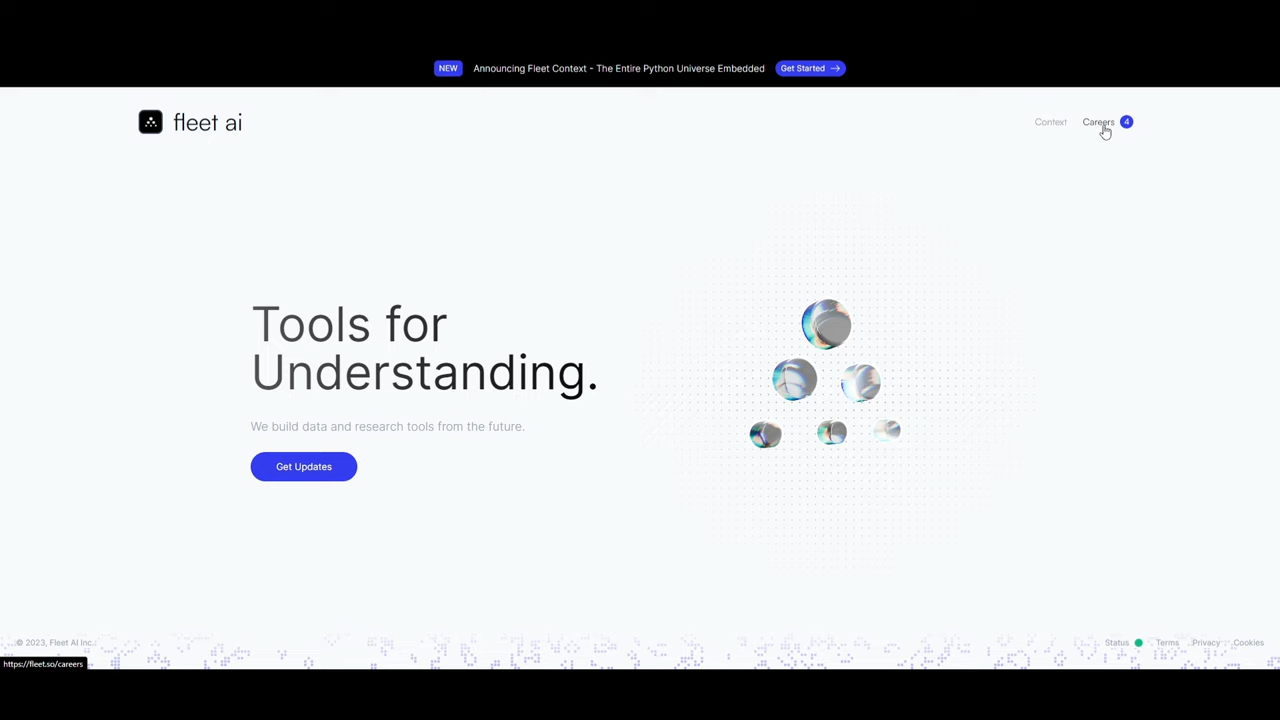 NEW Announcing Fleet Context - The Entire Python Universe Embedded Get Started →
fleet ai
Context Careers 4
Tools for
Understanding.
We build data and research tools from the future.
Get Updates
© 2023, Fleet AI Inc.
Status Terms Privacy Cookies
https://fleet.so/careers